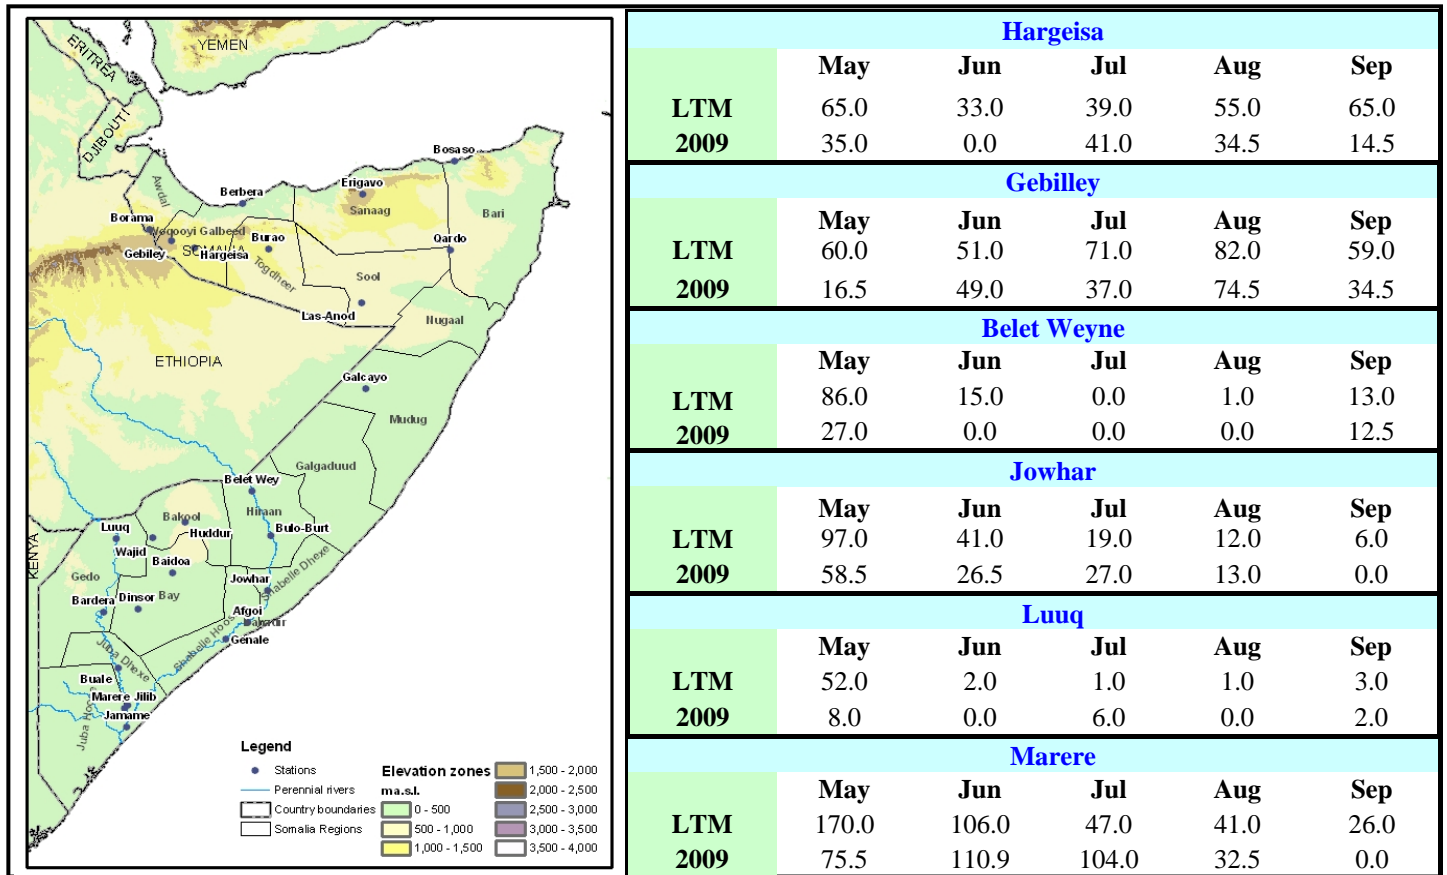 YEMEN
ERITREA
DJIBOUTI
Bosaso
Awdal
Berbera
Erigavo
Sanaag
Bari
Borama
Woqooyi Galbeed
Burao
Qardo
SOMALIA
Gebiley
Hargeisa
Togdheer
Sool
Las-Anod
Nugaal
ETHIOPIA
Galcayo
Mudug
Galgaduud
Belet Wey
Bakool
Hiraan
Luuq
Huddur
Bulo-Burt
Wajid
KENYA
Baidoa
Gedo
Jowhar
Shabelle Dhexe
Bardera
Dinsor
Bay
Afgoi
Shabelle Hoos
Genale
Juba Dhexe
Buale
Marere
Jilib
Jamame
Legend
Stations
Perennial rivers
Country boundaries
Somalia Regions
Elevation zones
ma.s.l.
0 - 500
500 - 1,000
1,000 - 1,500
1,500 - 2,000
2,000 - 2,500
2,500 - 3,000
3,000 - 3,500
3,500 - 4,000
Hargeisa
May Jun Jul Aug Sep
LTM 65.0 33.0 39.0 55.0 65.0
2009 35.0 0.0 41.0 34.5 14.5
Gebilley
May Jun Jul Aug Sep
LTM 60.0 51.0 71.0 82.0 59.0
2009 16.5 49.0 37.0 74.5 34.5
Belet Weyne
May Jun Jul Aug Sep
LTM 86.0 15.0 0.0 1.0 13.0
2009 27.0 0.0 0.0 0.0 12.5
Jowhar
May Jun Jul Aug Sep
LTM 97.0 41.0 19.0 12.0 6.0
2009 58.5 26.5 27.0 13.0 0.0
Luuq
May Jun Jul Aug Sep
LTM 52.0 2.0 1.0 1.0 3.0
2009 8.0 0.0 6.0 0.0 2.0
Marere
May Jun Jul Aug Sep
LTM 170.0 106.0 47.0 41.0 26.0
2009 75.5 110.9 104.0 32.5 0.0